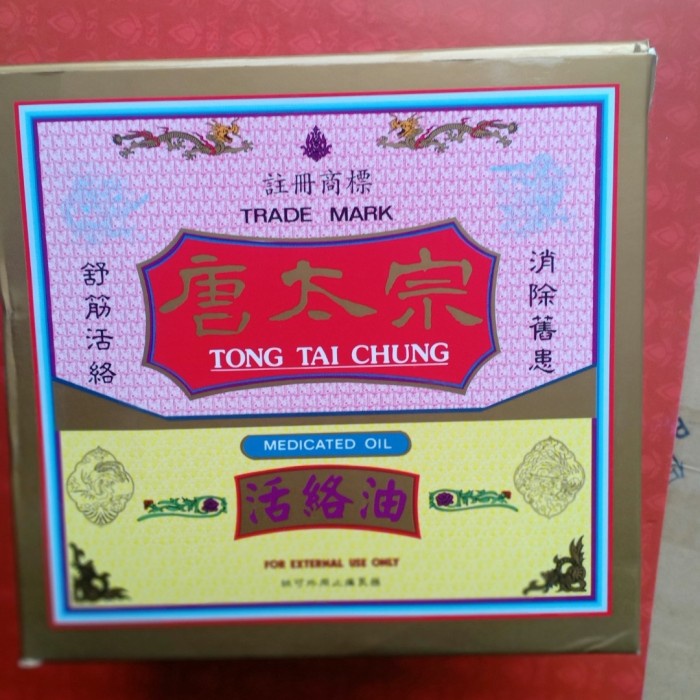 註冊商標
TRADE MARK
舒筋活絡
唐太宗
TONG TAI CHUNG
消除舊患
MEDICATED OIL
活絡油
FOR EXTERNAL USE ONLY